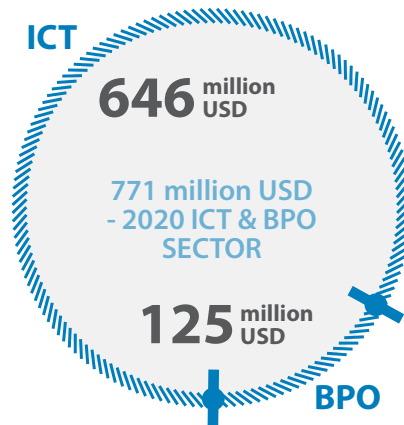 ICT
646 million
USD
771 million USD
- 2020 ICT & BPO
SECTOR
125 million
USD
BPO